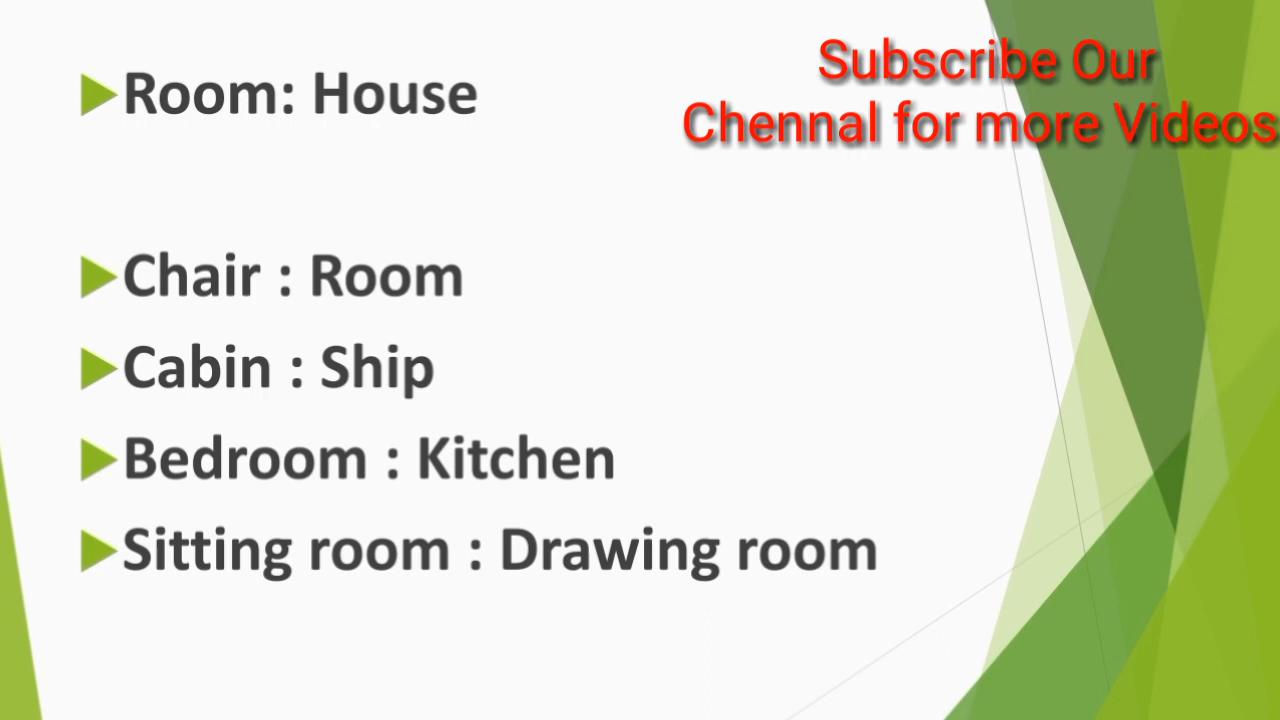 Room: House
Subscribe Our
Chennal for more Videos
Chair : Room
Cabin : Ship
Bedroom : Kitchen
Sitting room : Drawing room